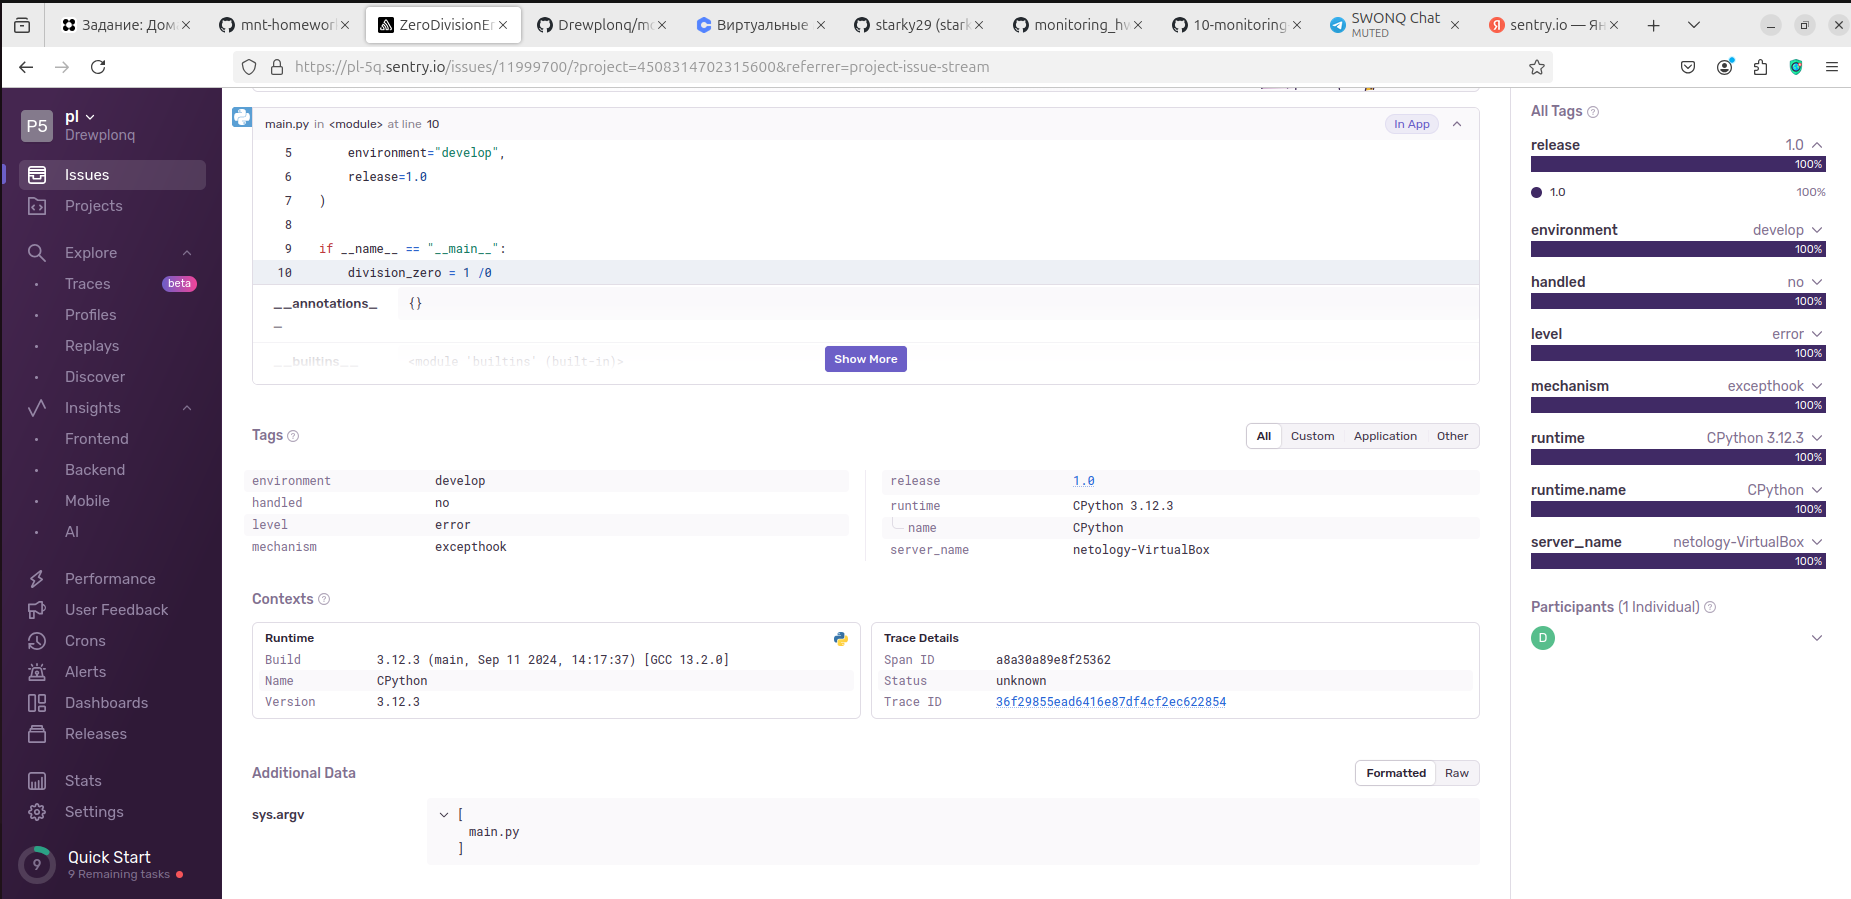 Задание: Дома
mnt-homewor
ZeroDivisionEr
Drewplonq/mo
Виртуальные
starky29 (stark
monitoring_hw
10-monitoring
SWONQ Chat
MUTED
sentry.io — Ян
https://pl-5q.sentry.io/issues/11999700/?project=4508314702315600&referrer=project-issue-stream
P5
pl
Drewplonq
Issues
Projects
Explore
Traces
beta
Profiles
Replays
Discover
Insights
Frontend
Backend
Mobile
AI
Performance
User Feedback
Crons
Alerts
Dashboards
Releases
Stats
Settings
9
Quick Start
9 Remaining tasks
main.py in <module> at line 10
In App
5 environment="develop",
6 release=1.0
7 )
8
9 if __name__ == "__main__":
10 division_zero = 1 /0
__annotations_
_
{}
__builtins__ <module 'builtins' (built-in)>
Show More
Tags
All Custom Application Other
environment develop
handled no
level error
mechanism excepthook
release 1.0
runtime CPython 3.12.3
name CPython
server_name netology-VirtualBox
Contexts
Runtime
Build 3.12.3 (main, Sep 11 2024, 14:17:37) [GCC 13.2.0]
Name CPython
Version 3.12.3
Trace Details
Span ID a8a30a89e8f25362
Status unknown
Trace ID 36f29855ead6416e87df4cf2ec622854
Additional Data
Formatted Raw
sys.argv
[
main.py
]
All Tags
release 1.0
100%
1.0 100%
environment develop
100%
handled no
100%
level error
100%
mechanism excepthook
100%
runtime CPython 3.12.3
100%
runtime.name CPython
100%
server_name netology-VirtualBox
100%
Participants (1 Individual)
D